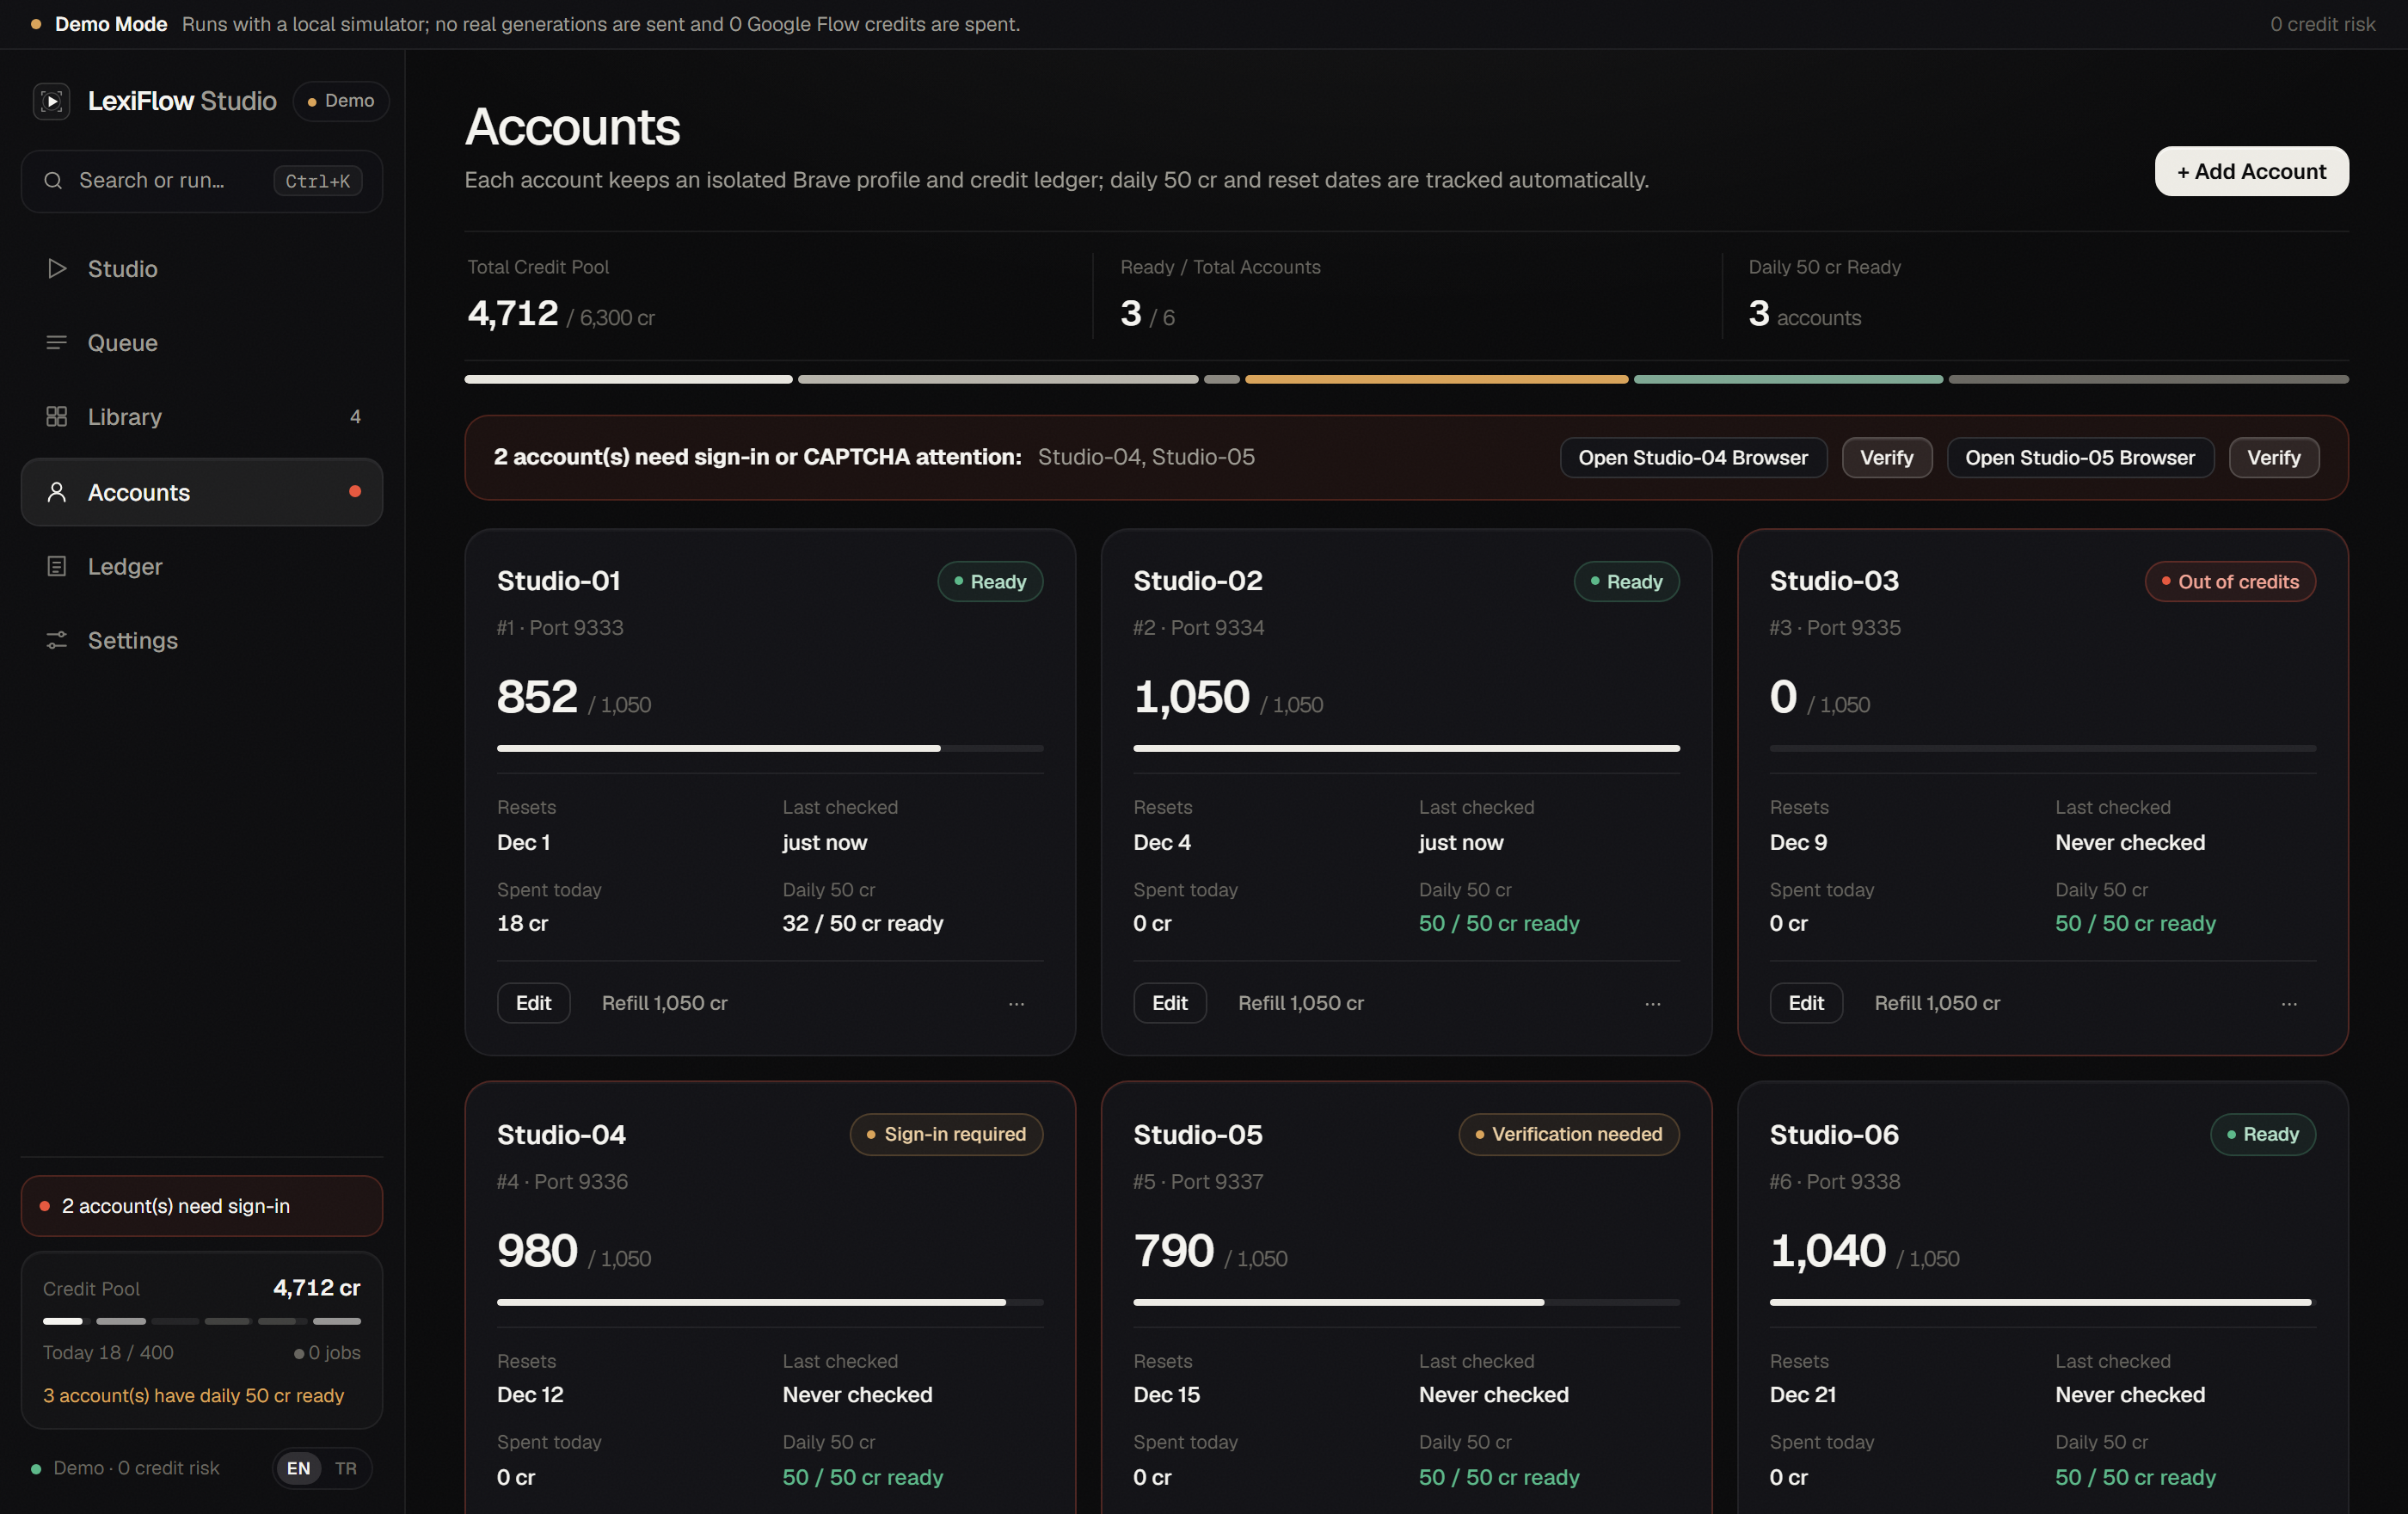 Demo Mode Runs with a local simulator; no real generations are sent and 0 Google Flow credits are spent. 0 credit risk
LexiFlow Studio Demo
Search or run... Ctrl+K
Studio
Queue
Library 4
Accounts
Ledger
Settings
2 account(s) need sign-in
Credit Pool 4,712 cr
Today 18 / 400 0 jobs
3 account(s) have daily 50 cr ready
Demo · 0 credit risk EN TR
Accounts
Each account keeps an isolated Brave profile and credit ledger; daily 50 cr and reset dates are tracked automatically.
+ Add Account
Total Credit Pool Ready / Total Accounts Daily 50 cr Ready
4,712 / 6,300 cr 3 / 6 3 accounts
2 account(s) need sign-in or CAPTCHA attention: Studio-04, Studio-05 Open Studio-04 Browser Verify Open Studio-05 Browser Verify
Studio-01 Ready
#1 · Port 9333
852 / 1,050
Resets Last checked
Dec 1 just now
Spent today Daily 50 cr
18 cr 32 / 50 cr ready
Edit Refill 1,050 cr ...
Studio-02 Ready
#2 · Port 9334
1,050 / 1,050
Resets Last checked
Dec 4 just now
Spent today Daily 50 cr
0 cr 50 / 50 cr ready
Edit Refill 1,050 cr ...
Studio-03 Out of credits
#3 · Port 9335
0 / 1,050
Resets Last checked
Dec 9 Never checked
Spent today Daily 50 cr
0 cr 50 / 50 cr ready
Edit Refill 1,050 cr ...
Studio-04 Sign-in required
#4 · Port 9336
980 / 1,050
Resets Last checked
Dec 12 Never checked
Spent today Daily 50 cr
0 cr 50 / 50 cr ready
Studio-05 Verification needed
#5 · Port 9337
790 / 1,050
Resets Last checked
Dec 15 Never checked
Spent today Daily 50 cr
0 cr 50 / 50 cr ready
Studio-06 Ready
#6 · Port 9338
1,040 / 1,050
Resets Last checked
Dec 21 Never checked
Spent today Daily 50 cr
0 cr 50 / 50 cr ready